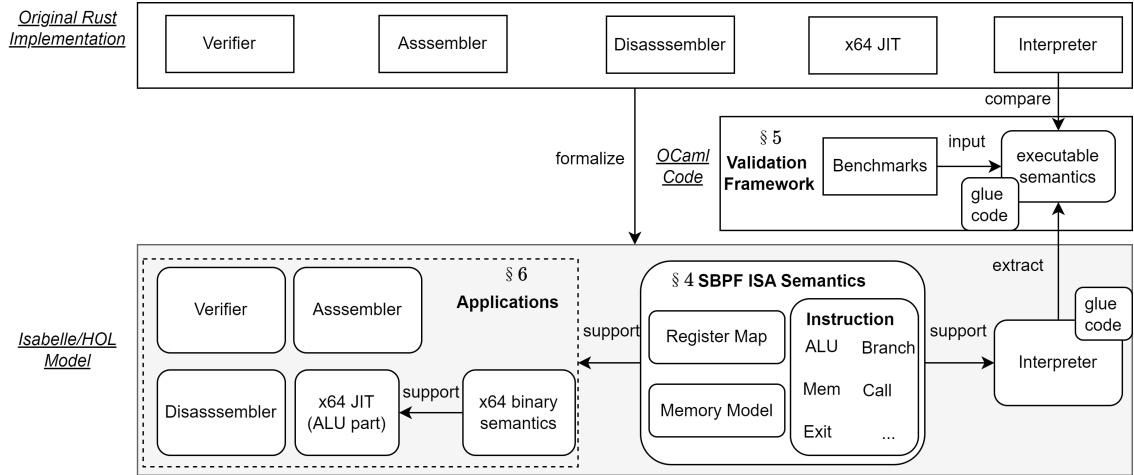 Original Rust
Implementation
Verifier
Asssembler
Disasssembler
x64 JIT
Interpreter
compare
formalize
OCaml
Code
§ 5
Validation
Framework
Benchmarks
input
executable
semantics
glue
code
extract
Isabelle/HOL
Model
Verifier
Asssembler
§ 6
Applications
Disasssembler
x64 JIT
(ALU part)
support
x64 binary
semantics
support
§ 4 SBPF ISA Semantics
Register Map
Memory Model
Instruction
ALU Branch
Mem Call
Exit ...
support
glue
code
Interpreter